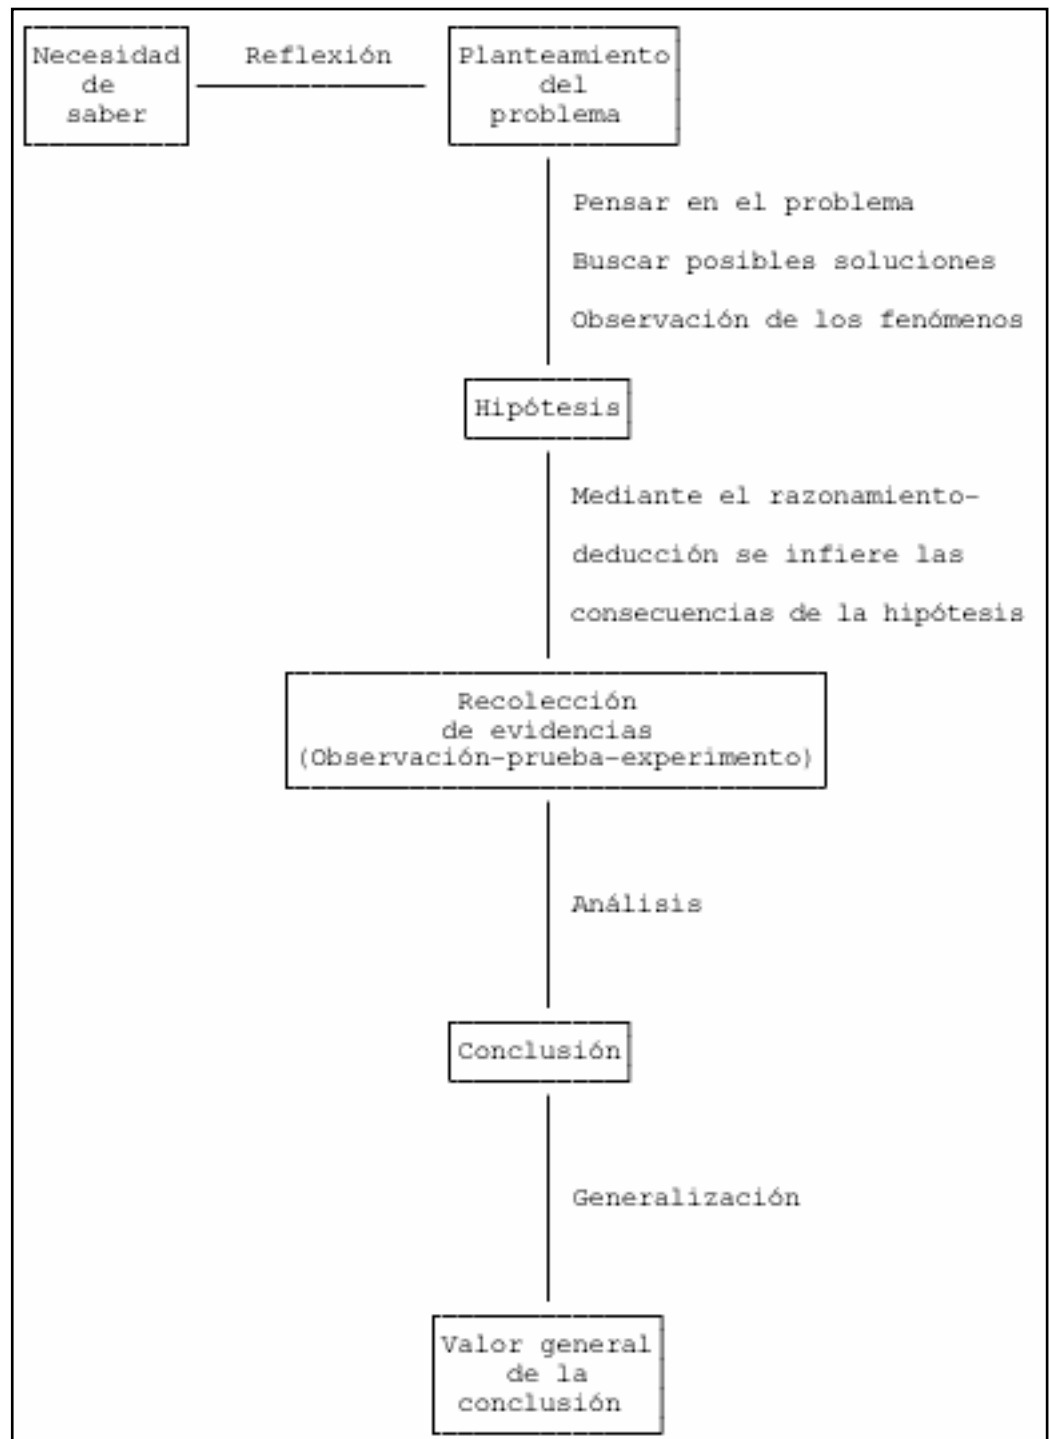 Necesidad
de
saber
Reflexión
Planteamiento
del
problema
Pensar en el problema
Buscar posibles soluciones
Observación de los fenómenos
Hipótesis
Mediante el razonamiento-
deducción se infiere las
consecuencias de la hipótesis
Recolección
de evidencias
(Observación-prueba-experimento)
Análisis
Conclusión
Generalización
Valor general
de la
conclusión